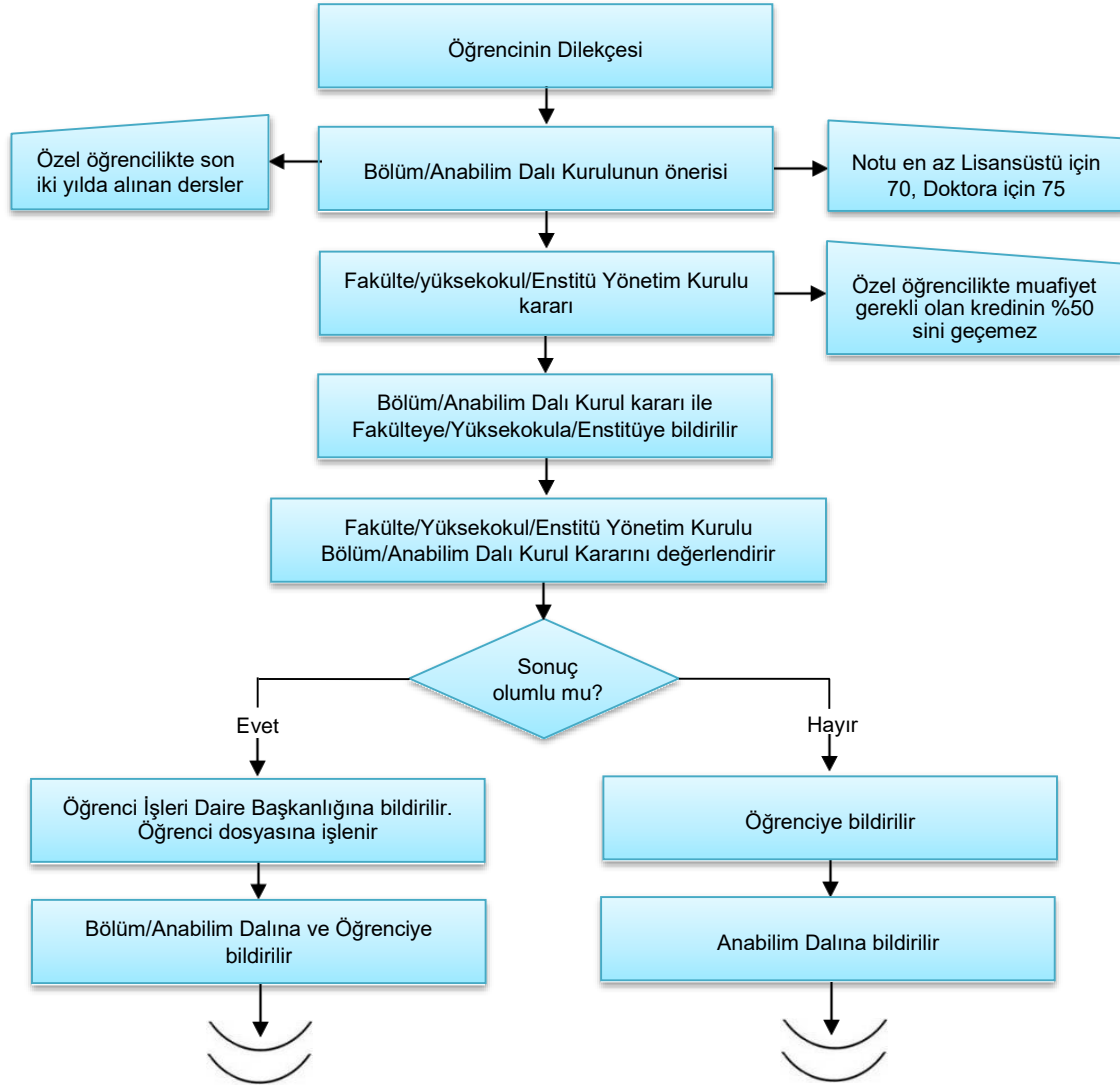 Öğrencinin Dilekçesi
Özel öğrencilikte son
iki yılda alınan dersler
Bölüm/Anabilim Dalı Kurulunun önerisi
Notu en az Lisansüstü için
70, Doktora için 75
Fakülte/yüksekokul/Enstitü Yönetim Kurulu
kararı
Özel öğrencilikte muafiyet
gerekli olan kredinin %50
sini geçemez
Bölüm/Anabilim Dalı Kurul kararı ile
Fakülteye/Yüksekokula/Enstitüye bildirilir
Fakülte/Yüksekokul/Enstitü Yönetim Kurulu
Bölüm/Anabilim Dalı Kurul Kararını değerlendirir
Sonuç
olumlu mu?
Evet
Hayır
Öğrenci İşleri Daire Başkanlığına bildirilir.
Öğrenci dosyasına işlenir
Öğrenciye bildirilir
Bölüm/Anabilim Dalına ve Öğrenciye
bildirilir
Anabilim Dalına bildirilir